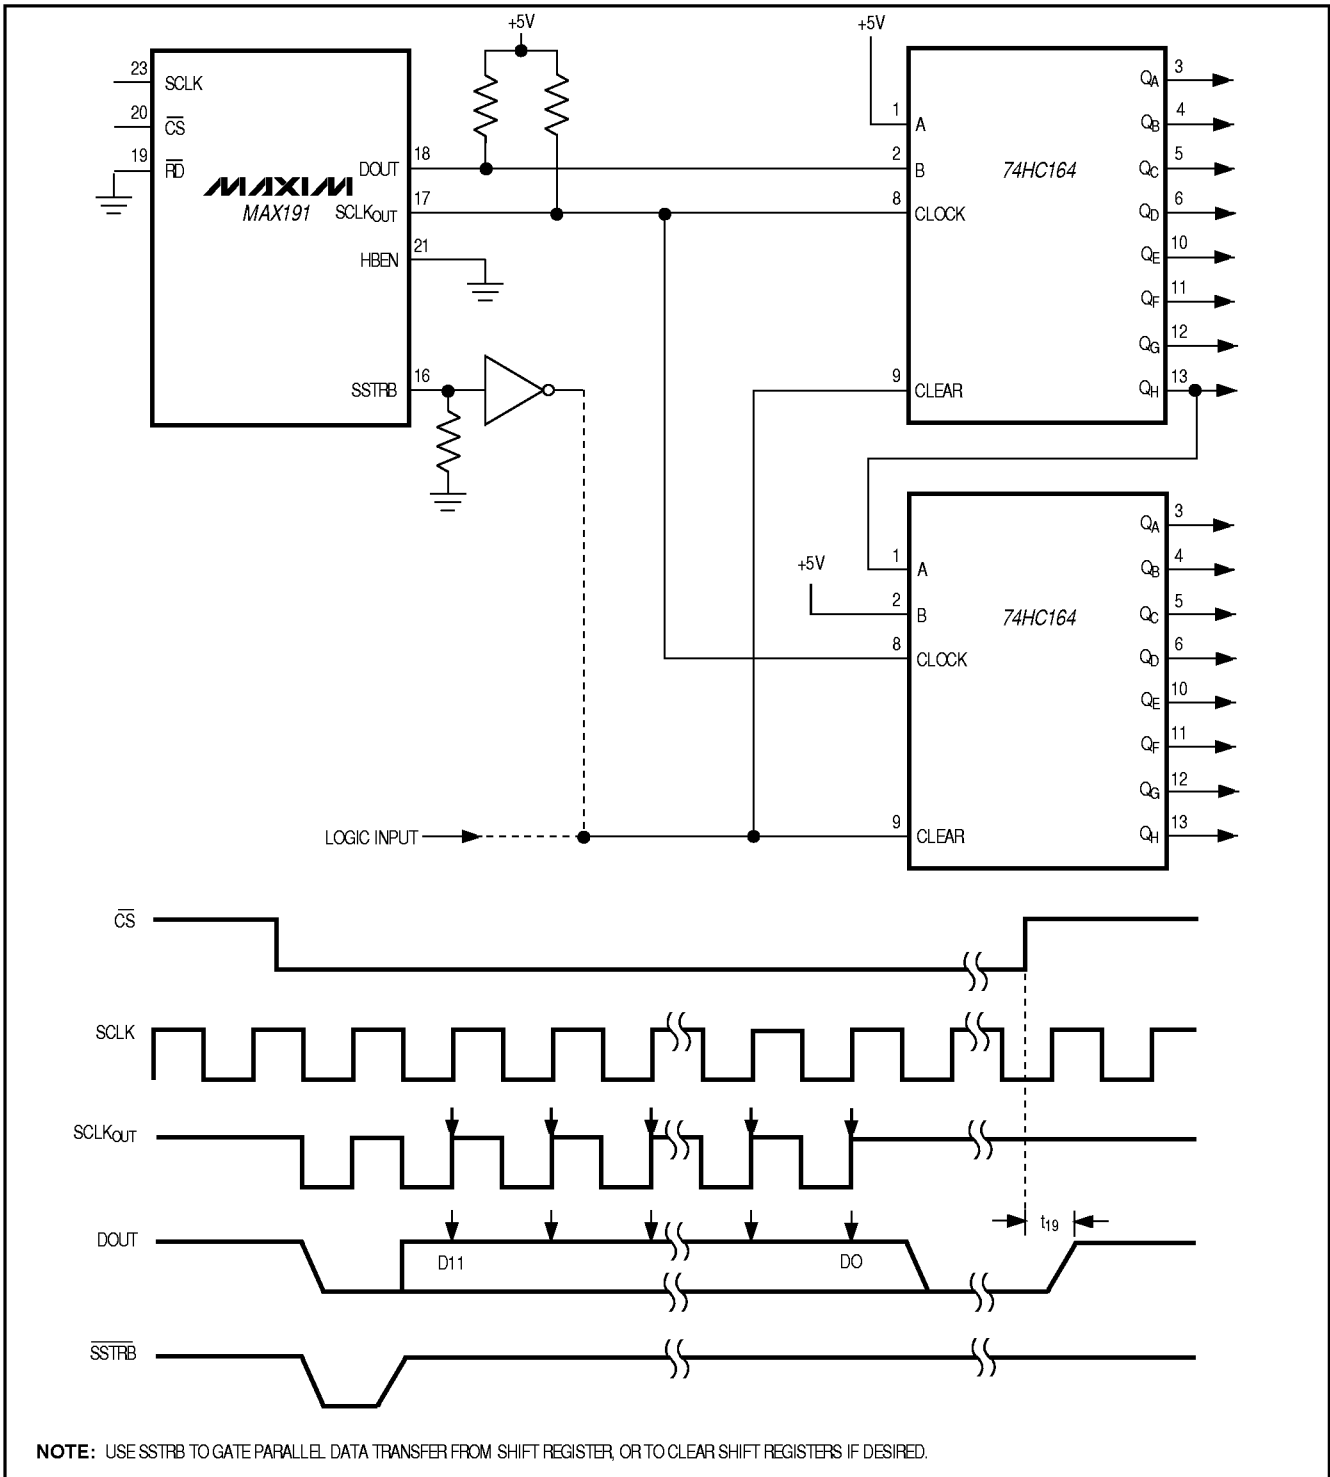 +5V
+5V
23 SCLK
20 CS
19 RD
MAXIM
MAX191
DOUT 18
SCLKOUT 17
HBEN 21
SSTRB 16
1 A
2 B
8 CLOCK
9 CLEAR
74HC164
QA 3
QB 4
QC 5
QD 6
QE 10
QF 11
QG 12
QH 13
+5V
1 A
2 B
8 CLOCK
9 CLEAR
74HC164
QA 3
QB 4
QC 5
QD 6
QE 10
QF 11
QG 12
QH 13
LOGIC INPUT
CS
SCLK
SCLKOUT
t19
DOUT
D11
DO
SSTRB
NOTE: USE SSTRB TO GATE PARALLEL DATA TRANSFER FROM SHIFT REGISTER, OR TO CLEAR SHIFT REGISTERS IF DESIRED.